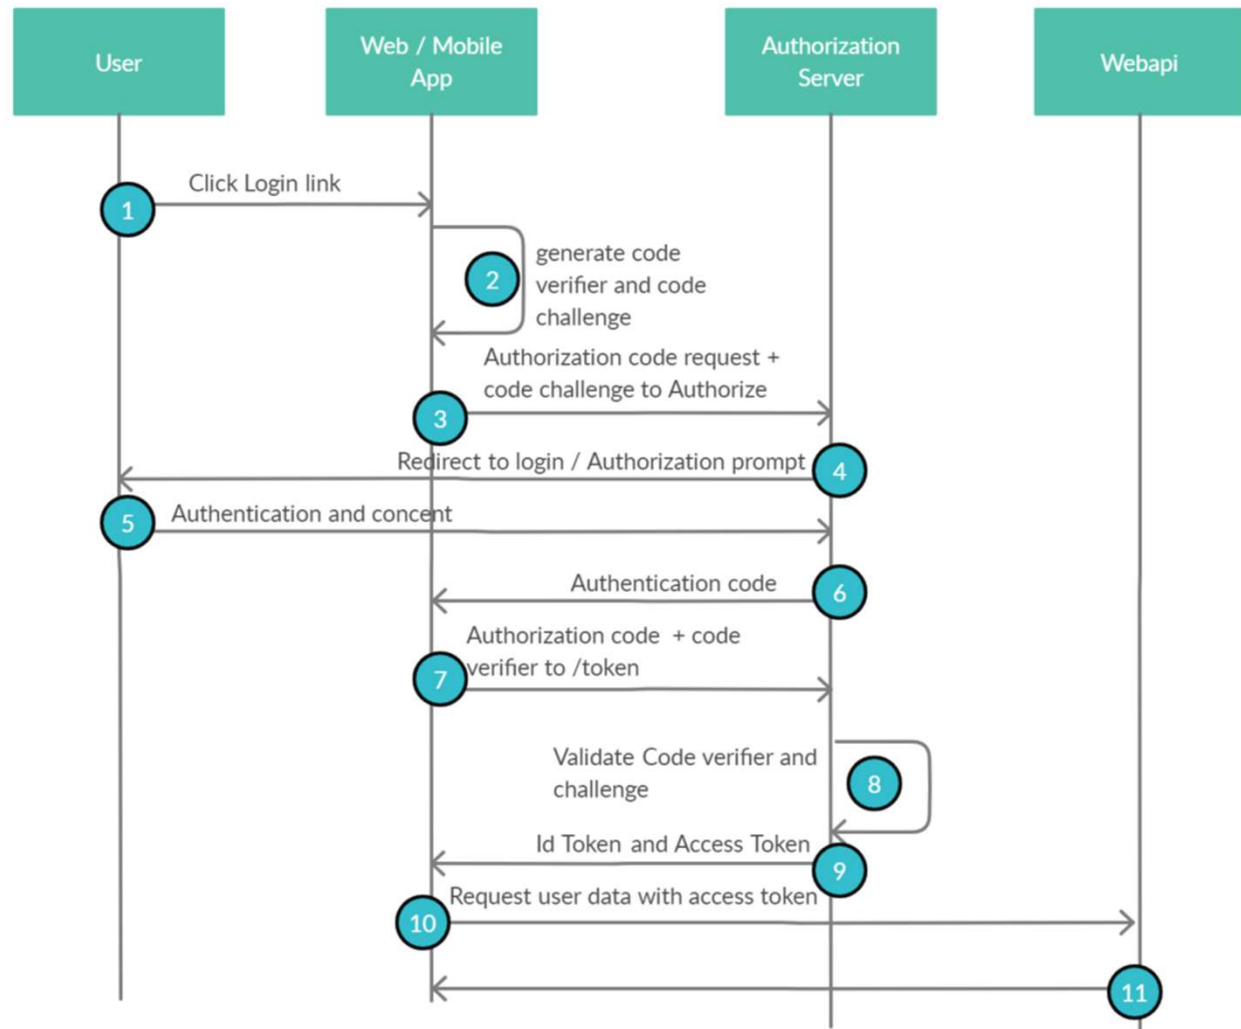 User
Web / Mobile
App
Authorization
Server
Webapi
Click Login link
1
generate code
verifier and code
challenge
2
Authorization code request +
code challenge to Authorize
3
Redirect to login / Authorization prompt
4
5
Authentication and concent
Authentication code
6
Authorization code + code
verifier to /token
7
Validate Code verifier and
challenge
8
Id Token and Access Token
9
Request user data with access token
10
11